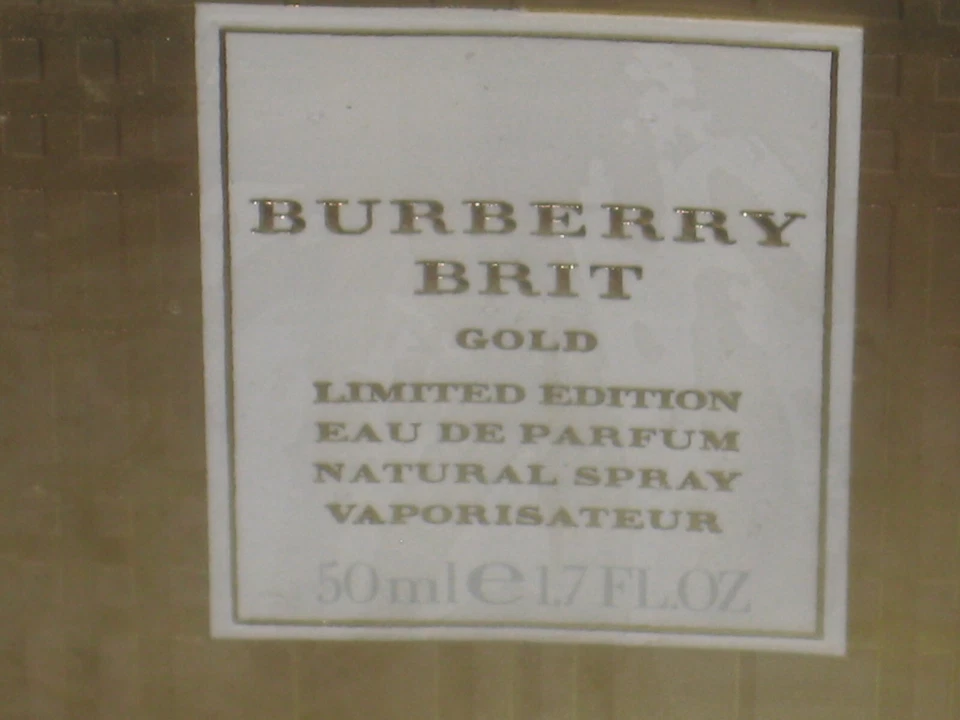 BURBERRY
BRIT
GOLD
LIMITED EDITION
EAU DE PARFUM
NATURAL SPRAY
VAPORISATEUR
50ml ℮ 1.7 FL.OZ